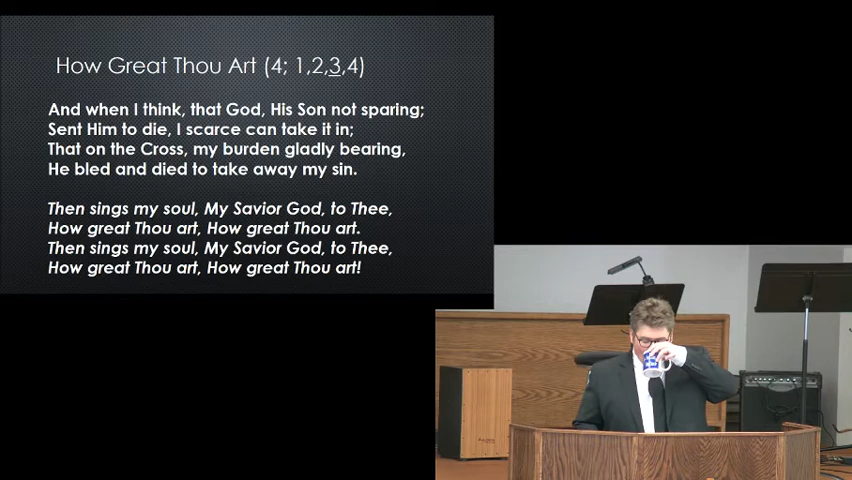 How Great Thou Art (4; 1,2,3,4)
And when I think, that God, His Son not sparing;
Sent Him to die, I scarce can take it in;
That on the Cross, my burden gladly bearing,
He bled and died to take away my sin.
Then sings my soul, My Savior God, to Thee,
How great Thou art, How great Thou art.
Then sings my soul, My Savior God, to Thee,
How great Thou art, How great Thou art!